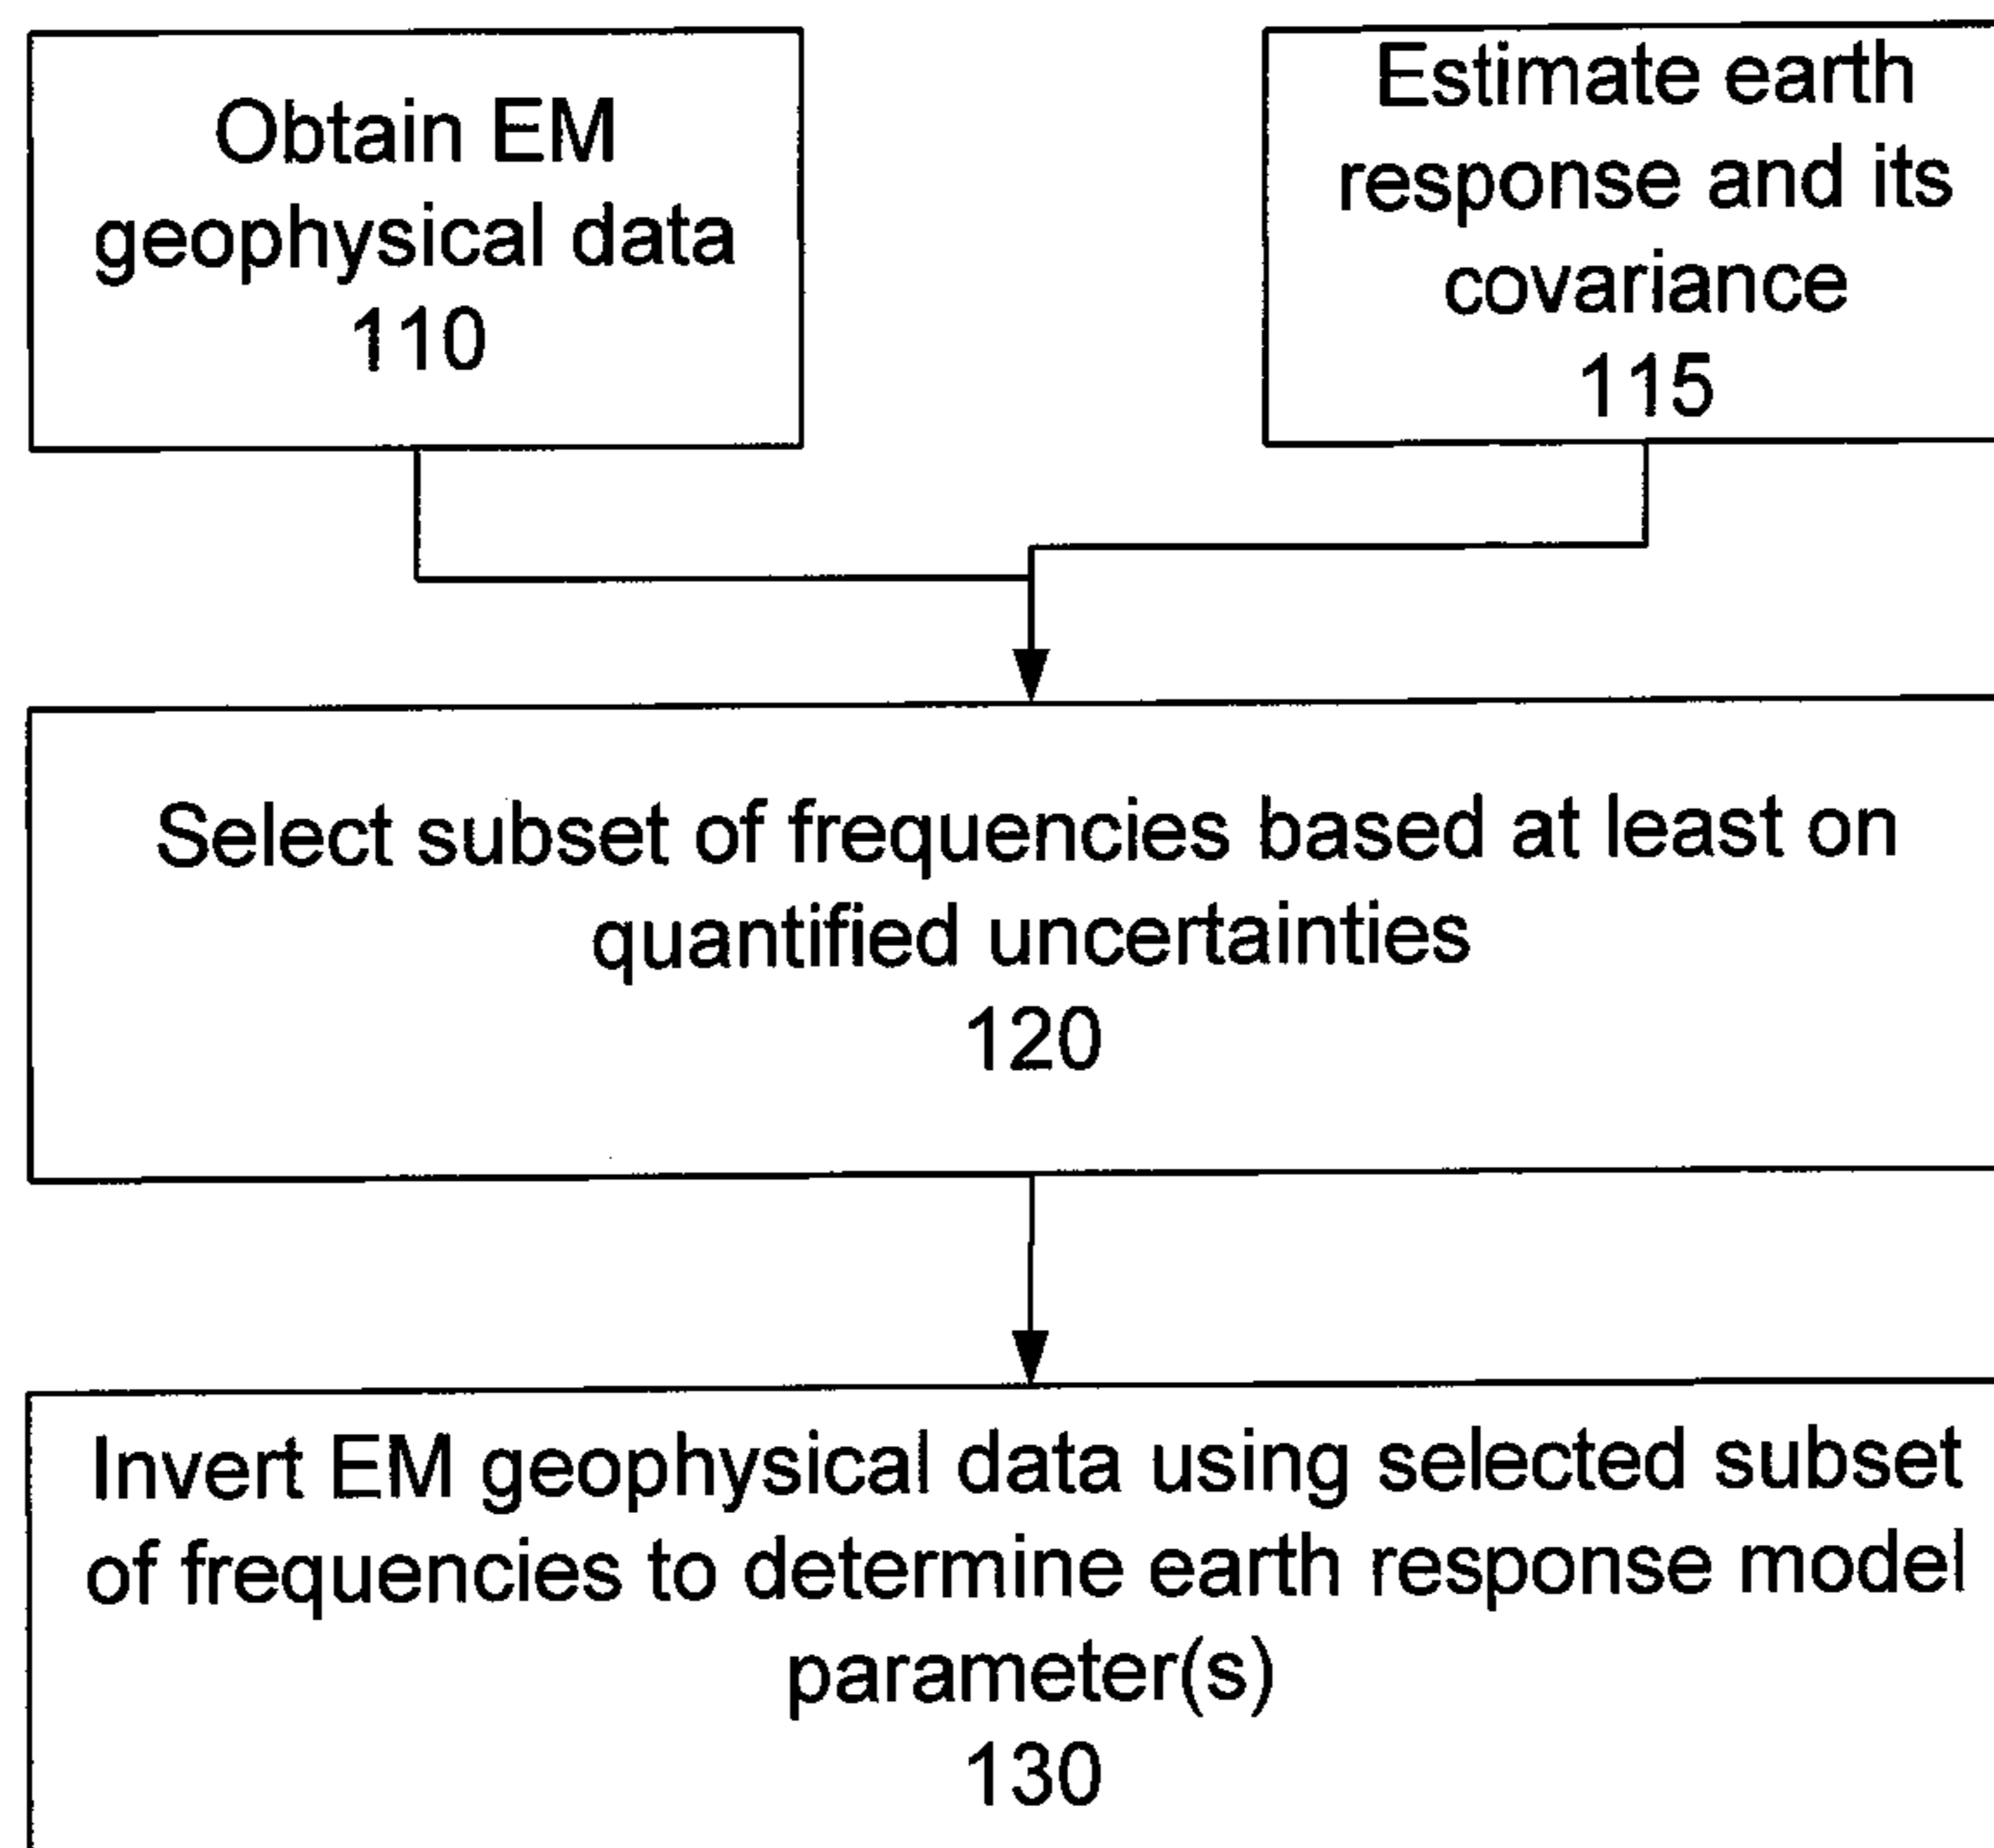 Obtain EM
geophysical data
110
Estimate earth
response and its
covariance
115
Select subset of frequencies based at least on
quantified uncertainties
120
Invert EM geophysical data using selected subset
of frequencies to determine earth response model
parameter(s)
130